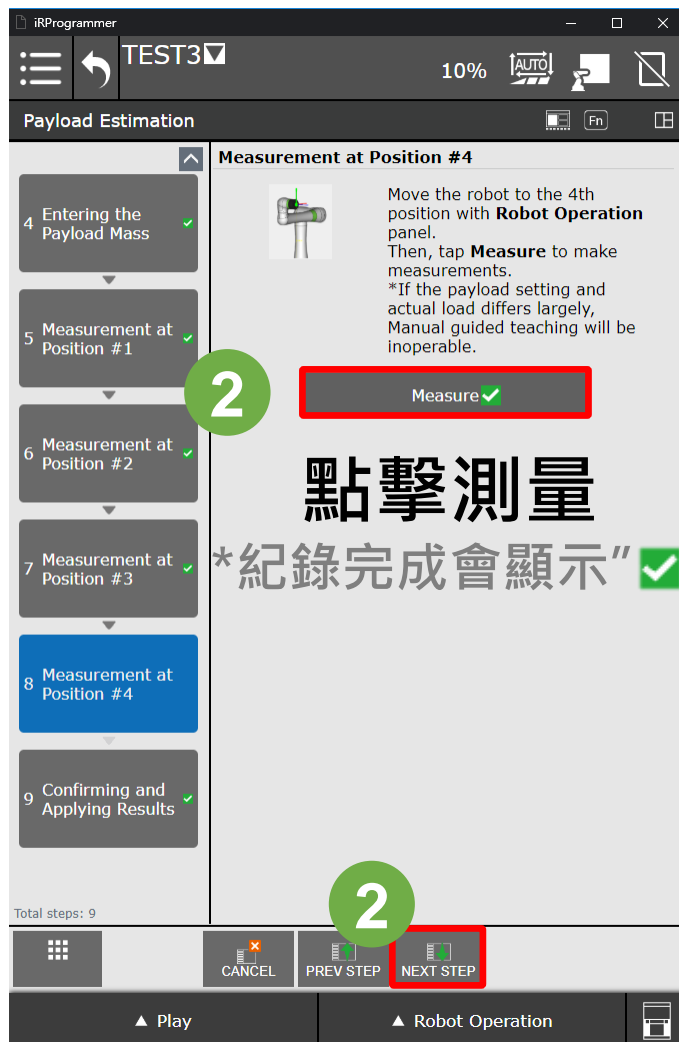 iRProgrammer
TEST3
10%
AUTO
Payload Estimation
Fn
4 Entering the
Payload Mass
5 Measurement at
Position #1
6 Measurement at
Position #2
7 Measurement at
Position #3
8 Measurement at
Position #4
9 Confirming and
Applying Results
Total steps: 9
Measurement at Position #4
Move the robot to the 4th
position with Robot Operation
panel.
Then, tap Measure to make
measurements.
*If the payload setting and
actual load differs largely,
Manual guided teaching will be
inoperable.
2
Measure
點擊測量
*紀錄完成會顯示”
2
CANCEL
PREV STEP
NEXT STEP
Play
Robot Operation